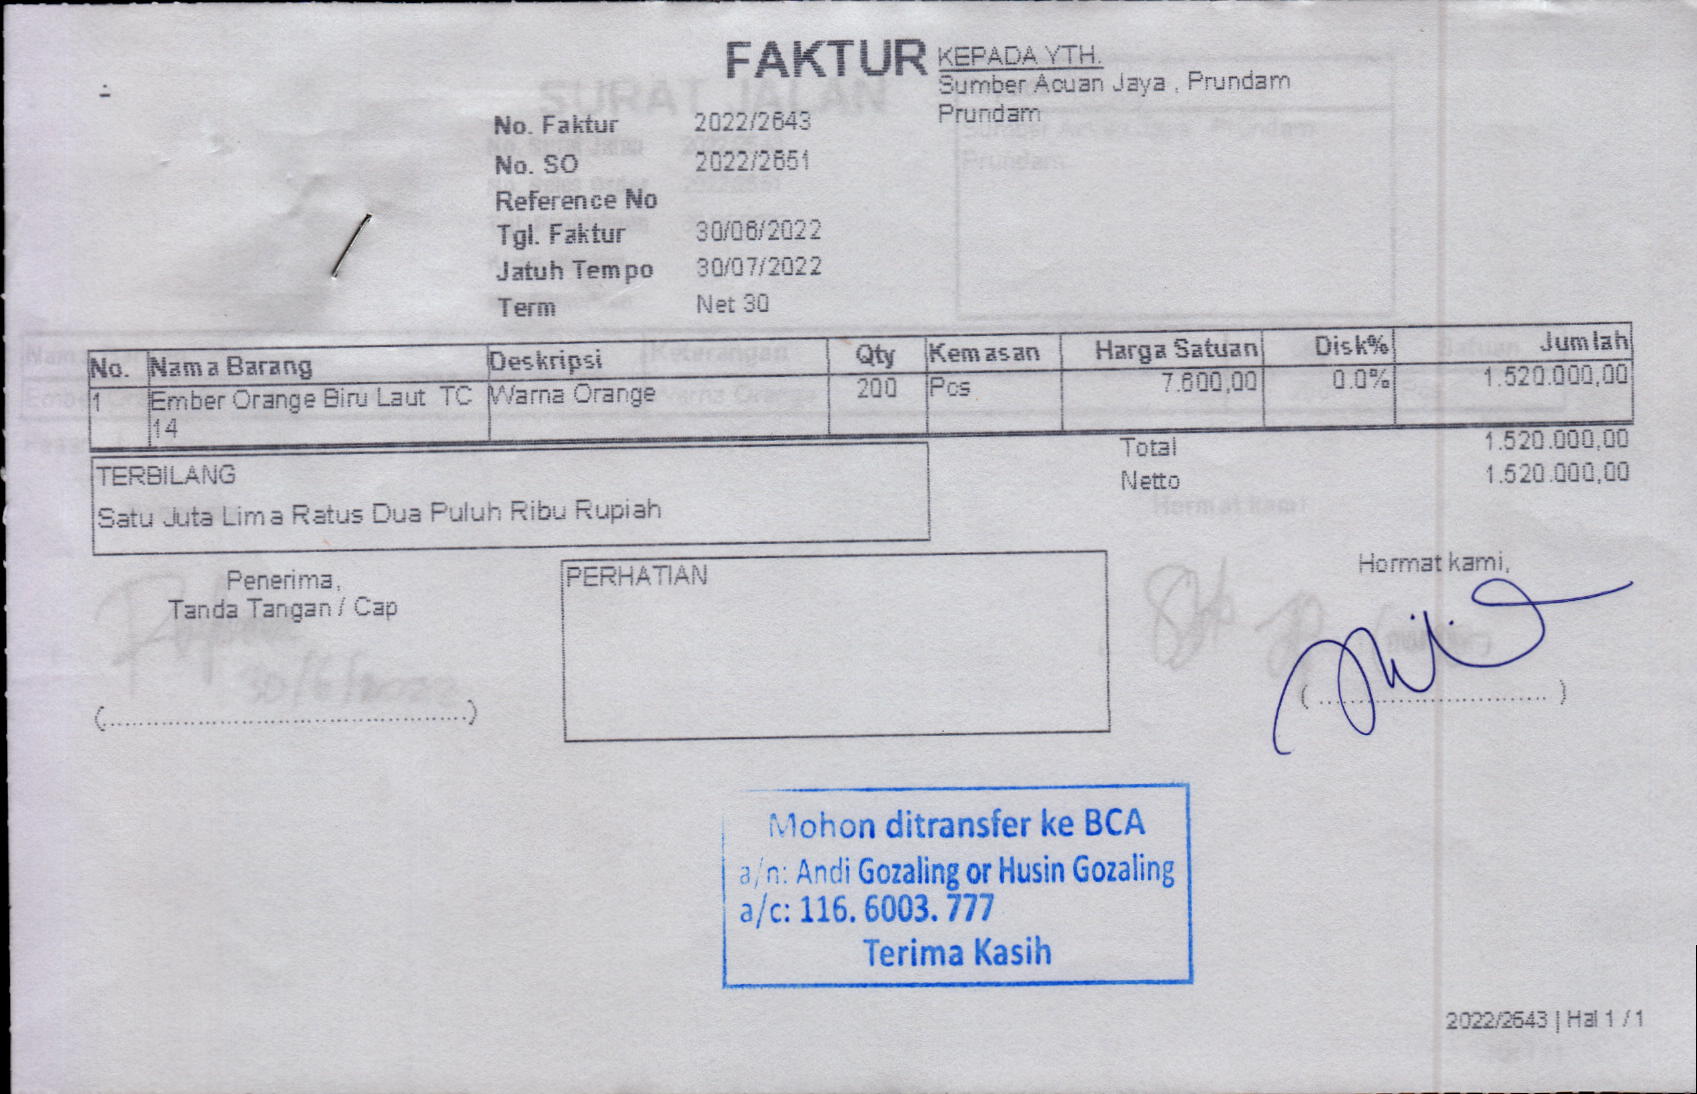 FAKTUR
KEPADA YTH.
Sumber Acuan Jaya , Prundam
Prundam
No. Faktur 2022/2643
No. SO 2022/2651
Reference No
Tgl. Faktur 30/06/2022
Jatuh Tempo 30/07/2022
Term Net 30
No. Nama Barang Deskripsi Qty Kemasan Harga Satuan Disk% Jumlah
1 Ember Orange Biru Laut TC Warna Orange 200 Pcs 7.600,00 0.0% 1.520.000,00
14
Total 1.520.000,00
Netto 1.520.000,00
TERBILANG
Satu Juta Lima Ratus Dua Puluh Ribu Rupiah
Penerima,
Tanda Tangan / Cap
PERHATIAN
Hormat kami,
Mohon ditransfer ke BCA
a/n: Andi Gozaling or Husin Gozaling
a/c: 116. 6003. 777
Terima Kasih
2022/2643 | Hal 1 / 1